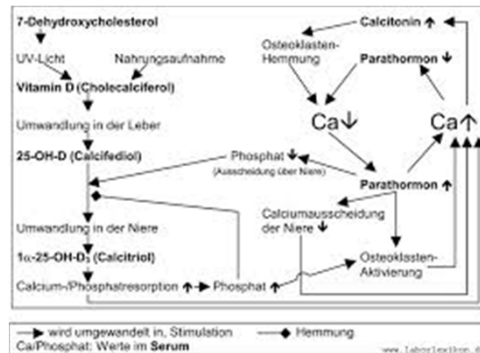 7-Dehydroxycholesterol
UV-Licht
Nahrungsaufnahme
Vitamin D (Cholecalciferol)
Umwandlung in der Leber
25-OH-D (Calcifediol)
Umwandlung in der Niere
1α-25-OH-D₃ (Calcitriol)
Calcium-/Phosphatresorption ↑
Phosphat ↑
Phosphat ↓
(Ausscheidung über Niere)
Calcitonin ↑
Osteoklasten-
Hemmung
Parathormon ↓
Ca↓
Ca↑
Parathormon ↑
Calciumausscheidung
der Niere ↓
Osteoklasten-
Aktivierung
wird umgewandelt in, Stimulation
Hemmung
Ca/Phosphat: Werte im Serum
www.laborlexikon.d